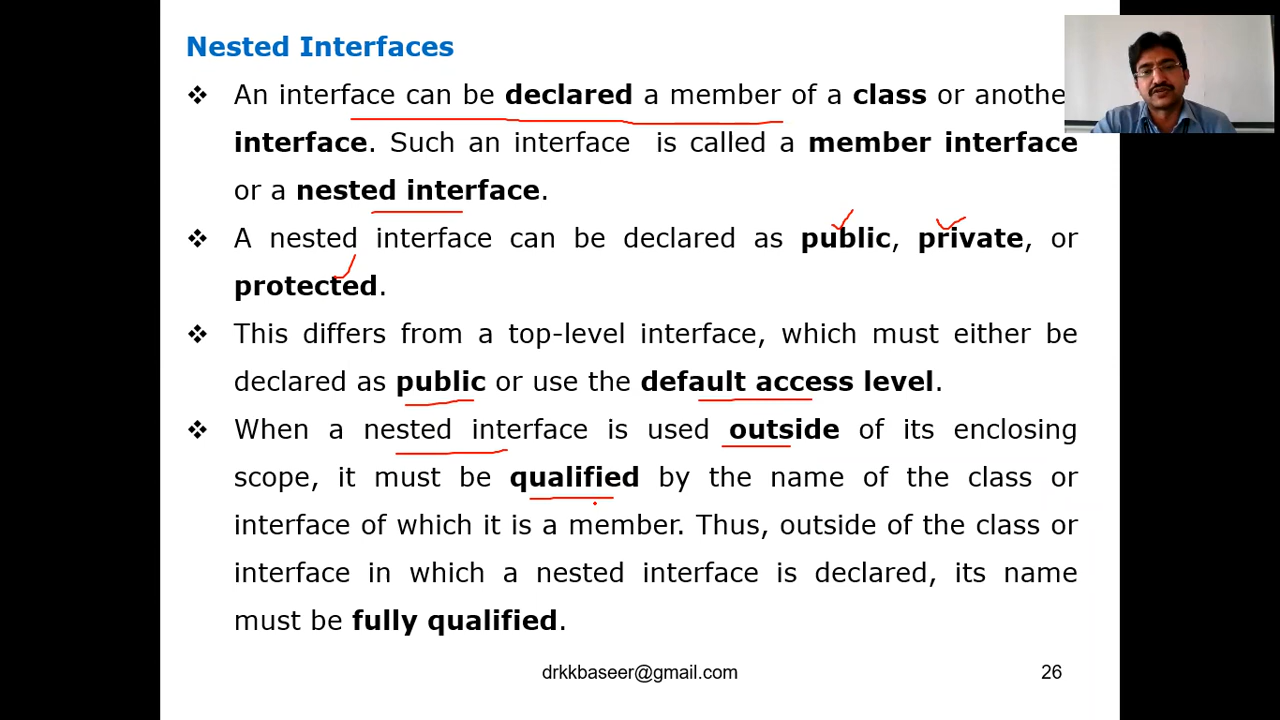 Nested Interfaces
❖ An interface can be declared a member of a class or anothe
interface. Such an interface is called a member interface
or a nested interface.
❖ A nested interface can be declared as public, private, or
protected.
❖ This differs from a top-level interface, which must either be
declared as public or use the default access level.
❖ When a nested interface is used outside of its enclosing
scope, it must be qualified by the name of the class or
interface of which it is a member. Thus, outside of the class or
interface in which a nested interface is declared, its name
must be fully qualified.
drkkbaseer@gmail.com 26